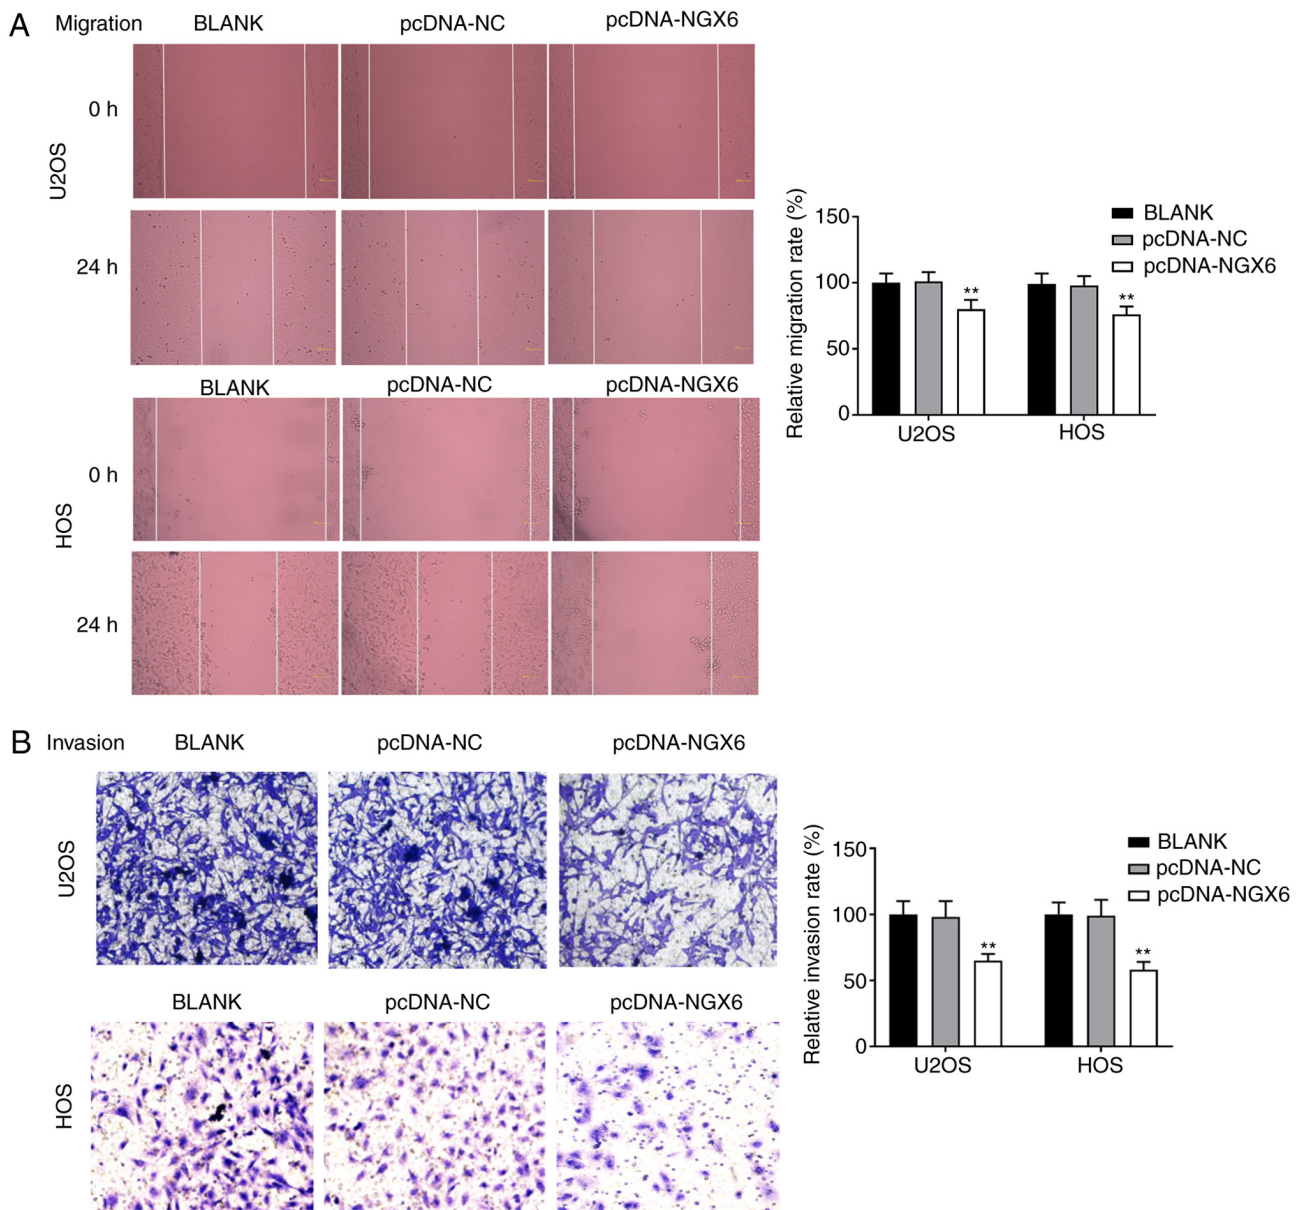 A Migration BLANK pcDNA-NC pcDNA-NGX6
0 h
U2OS
24 h
BLANK pcDNA-NC pcDNA-NGX6
0 h
HOS
24 h
Relative migration rate (%)
150
100
50
0
BLANK
pcDNA-NC
pcDNA-NGX6
** **
U2OS HOS
B Invasion BLANK pcDNA-NC pcDNA-NGX6
U2OS
BLANK pcDNA-NC pcDNA-NGX6
HOS
Relative invasion rate (%)
150
100
50
0
BLANK
pcDNA-NC
pcDNA-NGX6
** **
U2OS HOS